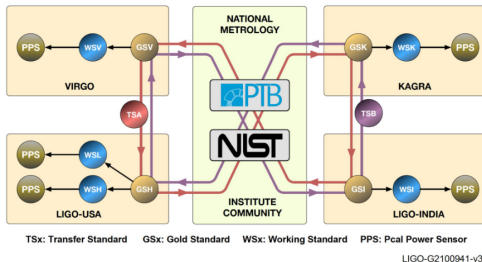 NATIONAL
METROLOGY
PPS WSV GSV
GSK WSK PPS
VIRGO
KAGRA
PTB
TSA
TSB
NIST
PPS WSL
PPS WSH GSH
GSI WSI PPS
LIGO-USA
INSTITUTE
COMMUNITY
LIGO-INDIA
TSx: Transfer Standard GSx: Gold Standard WSx: Working Standard PPS: Pcal Power Sensor
LIGO-G2100941-v3